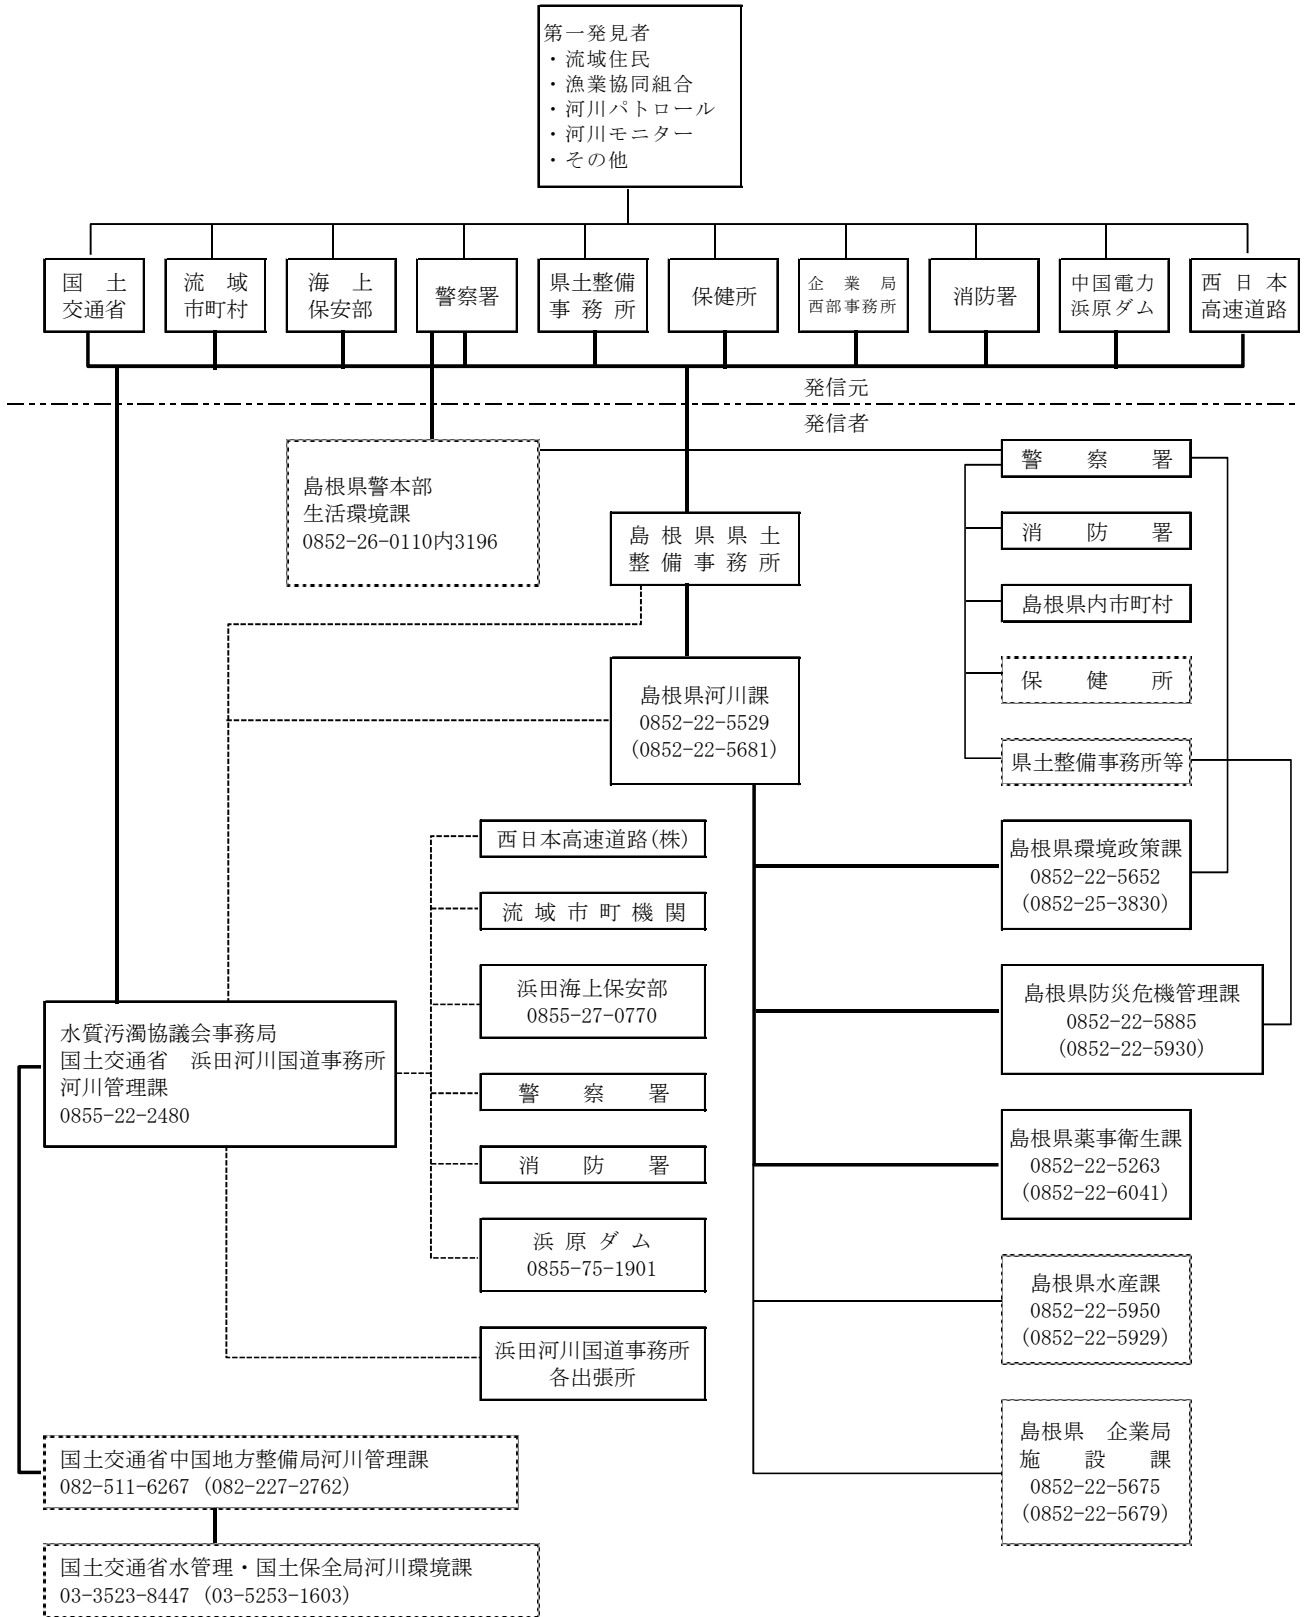 第一発見者
・流域住民
・漁業協同組合
・河川パトロール
・河川モニター
・その他
国土
交通省
流域
市町村
海上
保安部
警察署
県土整備
事務所
保健所
企業局
西部事務所
消防署
中国電力
浜原ダム
西日本
高速道路
発信元
発信者
島根県警本部
生活環境課
0852-26-0110内3196
島根県県土
整備事務所
島根県河川課
0852-22-5529
(0852-22-5681)
警察署
消防署
島根県内市町村
保健所
県土整備事務所等
島根県環境政策課
0852-22-5652
(0852-25-3830)
島根県防災危機管理課
0852-22-5885
(0852-22-5930)
島根県薬事衛生課
0852-22-5263
(0852-22-6041)
島根県水産課
0852-22-5950
(0852-22-5929)
島根県 企業局
施設課
0852-22-5675
(0852-22-5679)
西日本高速道路(株)
流域市町機関
浜田海上保安部
0855-27-0770
警察署
消防署
浜原ダム
0855-75-1901
浜田河川国道事務所
各出張所
水質汚濁協議会事務局
国土交通省 浜田河川国道事務所
河川管理課
0855-22-2480
国土交通省中国地方整備局河川管理課
082-511-6267 (082-227-2762)
国土交通省水管理・国土保全局河川環境課
03-3523-8447 (03-5253-1603)